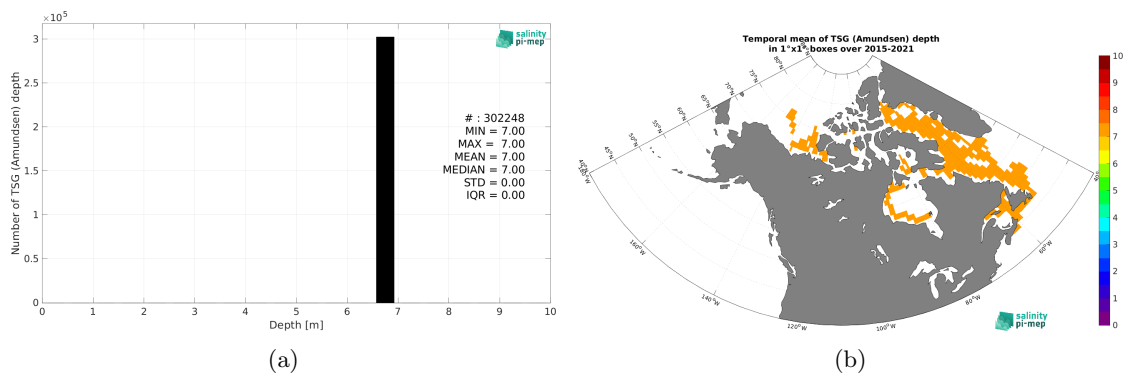 ×10⁵
3
2.5
2
1.5
1
0.5
0
Number of TSG (Amundsen) depth
salinity
pi-mep
# : 302248
MIN = 7.00
MAX = 7.00
MEAN = 7.00
MEDIAN = 7.00
STD = 0.00
IQR = 0.00
0 1 2 3 4 5 6 7 8 9 10
Depth [m]
(a)
Temporal mean of TSG (Amundsen) depth
in 1°x1° boxes over 2015-2021
80°N
75°N
70°N
65°N
60°N
55°N
50°N
45°N
160°W
140°W
120°W
100°W
80°W
60°W
10
9
8
7
6
5
4
3
2
1
0
salinity
pi-mep
(b)